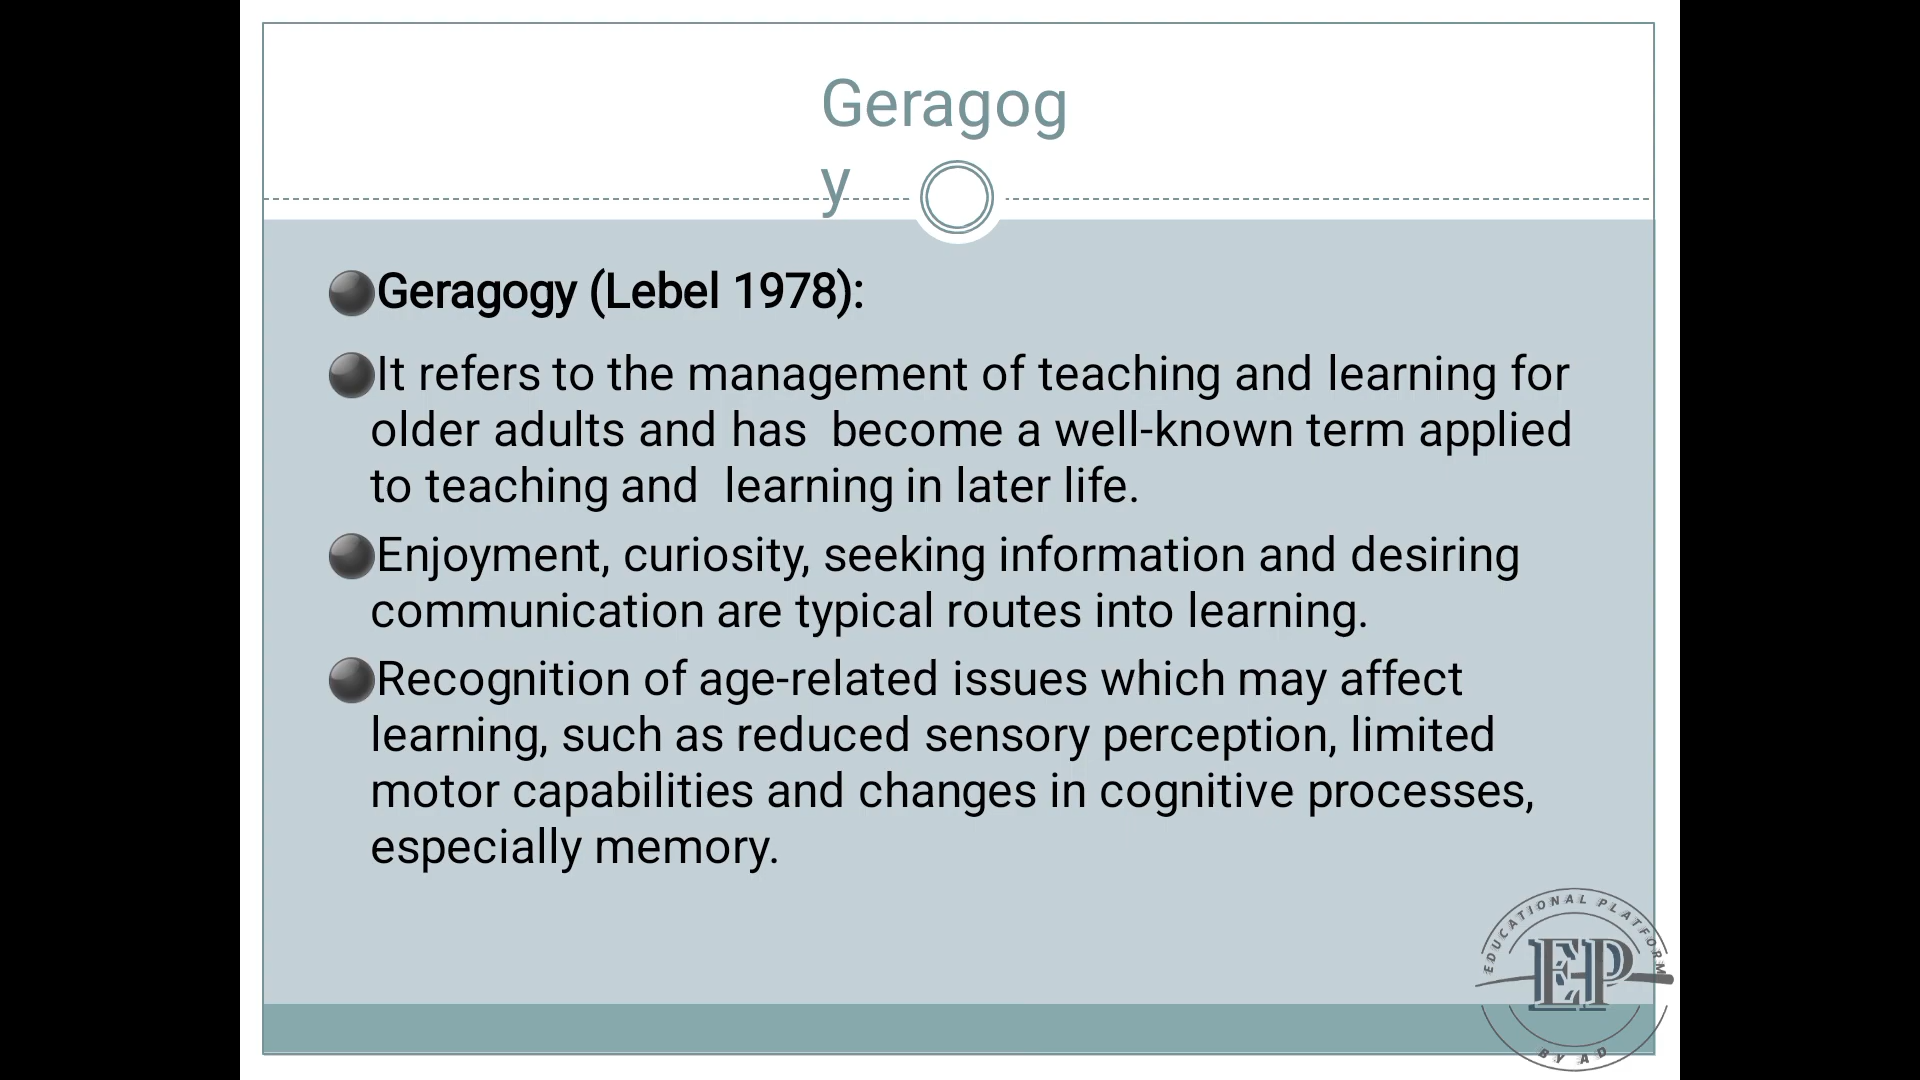 Geragog
y
Geragogy (Lebel 1978):
It refers to the management of teaching and learning for
older adults and has  become a well-known term applied
to teaching and  learning in later life.
Enjoyment, curiosity, seeking information and desiring
communication are typical routes into learning.
Recognition of age-related issues which may affect
learning, such as reduced sensory perception, limited
motor capabilities and changes in cognitive processes,
especially memory.
EDUCATIONAL PLATFORM
EP
BY AD